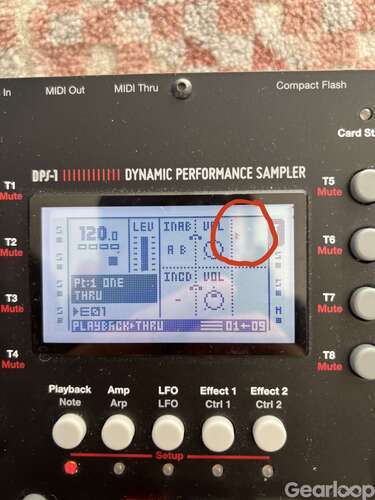 In MIDI Out MIDI Thru Compact Flash
Card St
DPS-1 DYNAMIC PERFORMANCE SAMPLER
T1
Mute
T2
Mute
T3
Mute
T4
Mute
120.0
LEV
INAB VOL
A B
INCD VOL
-
Pt:1 ONE
THRU
E01
PLAYBACK THRU
01 09
T5
Mute
T6
Mute
T7
Mute
T8
Mute
Playback Amp LFO Effect 1 Effect 2
Note Arp LFO Ctrl 1 Ctrl 2
Setup
Gearloop